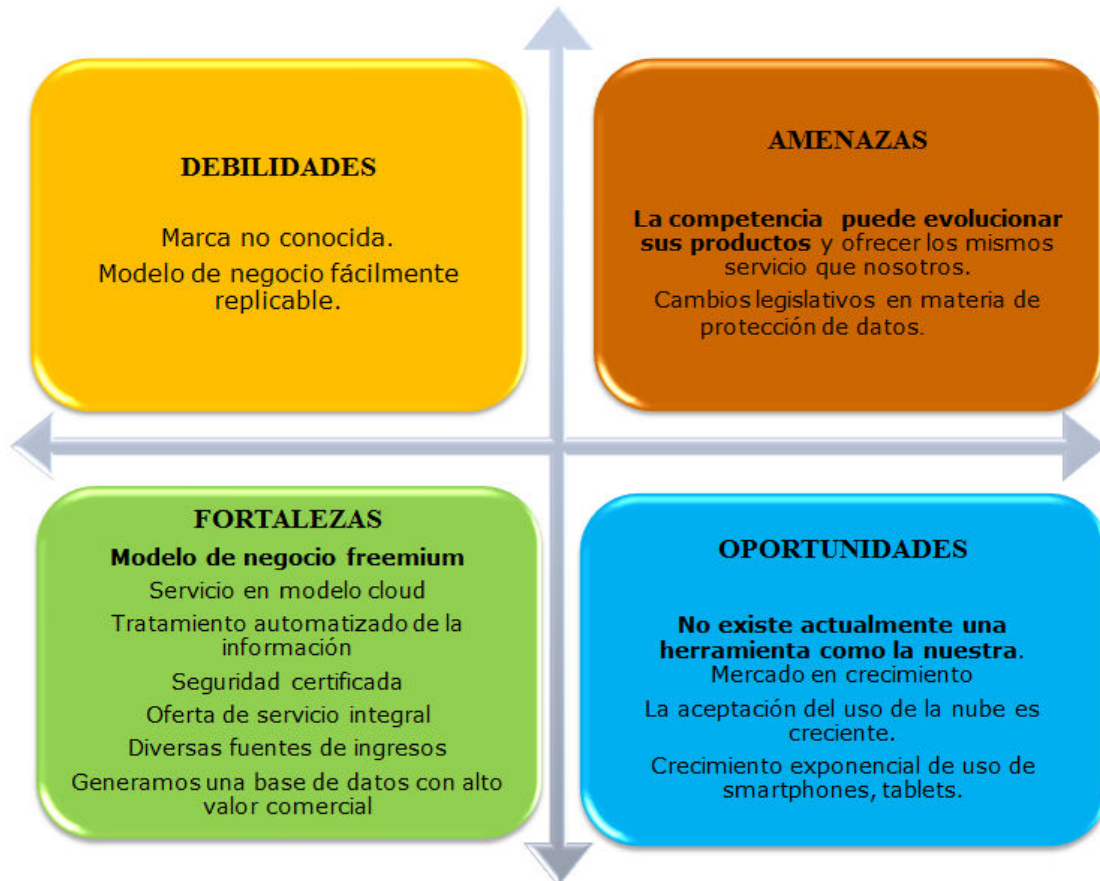 DEBILIDADES
Marca no conocida.
Modelo de negocio fácilmente
replicable.
AMENAZAS
La competencia puede evolucionar
sus productos y ofrecer los mismos
servicio que nosotros.
Cambios legislativos en materia de
protección de datos.
FORTALEZAS
Modelo de negocio freemium
Servicio en modelo cloud
Tratamiento automatizado de la
información
Seguridad certificada
Oferta de servicio integral
Diversas fuentes de ingresos
Generamos una base de datos con alto
valor comercial
OPORTUNIDADES
No existe actualmente una
herramienta como la nuestra.
Mercado en crecimiento
La aceptación del uso de la nube es
creciente.
Crecimiento exponencial de uso de
smartphones, tablets.